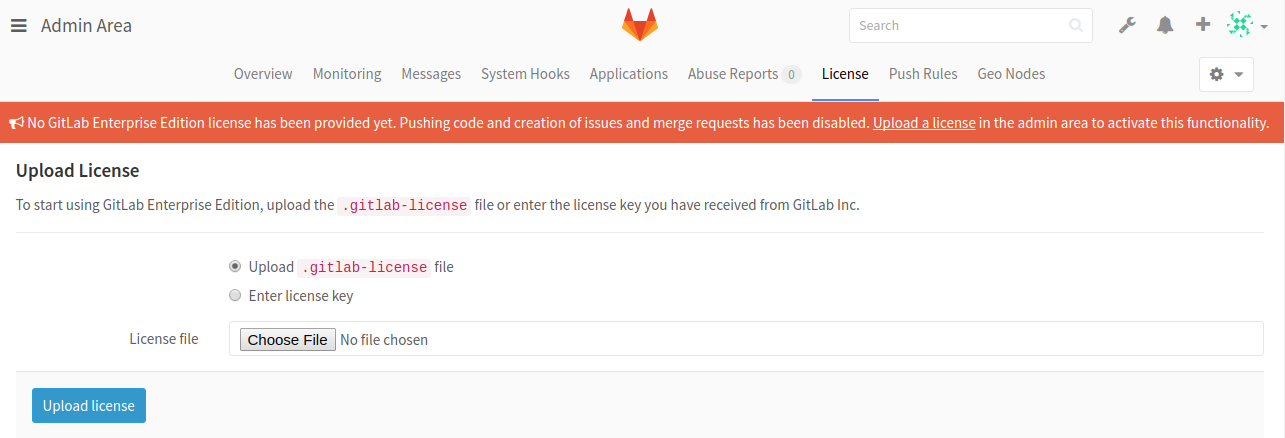 Admin Area
Search
Overview Monitoring Messages System Hooks Applications Abuse Reports 0 License Push Rules Geo Nodes
No GitLab Enterprise Edition license has been provided yet. Pushing code and creation of issues and merge requests has been disabled. Upload a license in the admin area to activate this functionality.
Upload License
To start using GitLab Enterprise Edition, upload the .gitlab-license file or enter the license key you have received from GitLab Inc.
Upload .gitlab-license file
Enter license key
License file Choose File No file chosen
Upload license